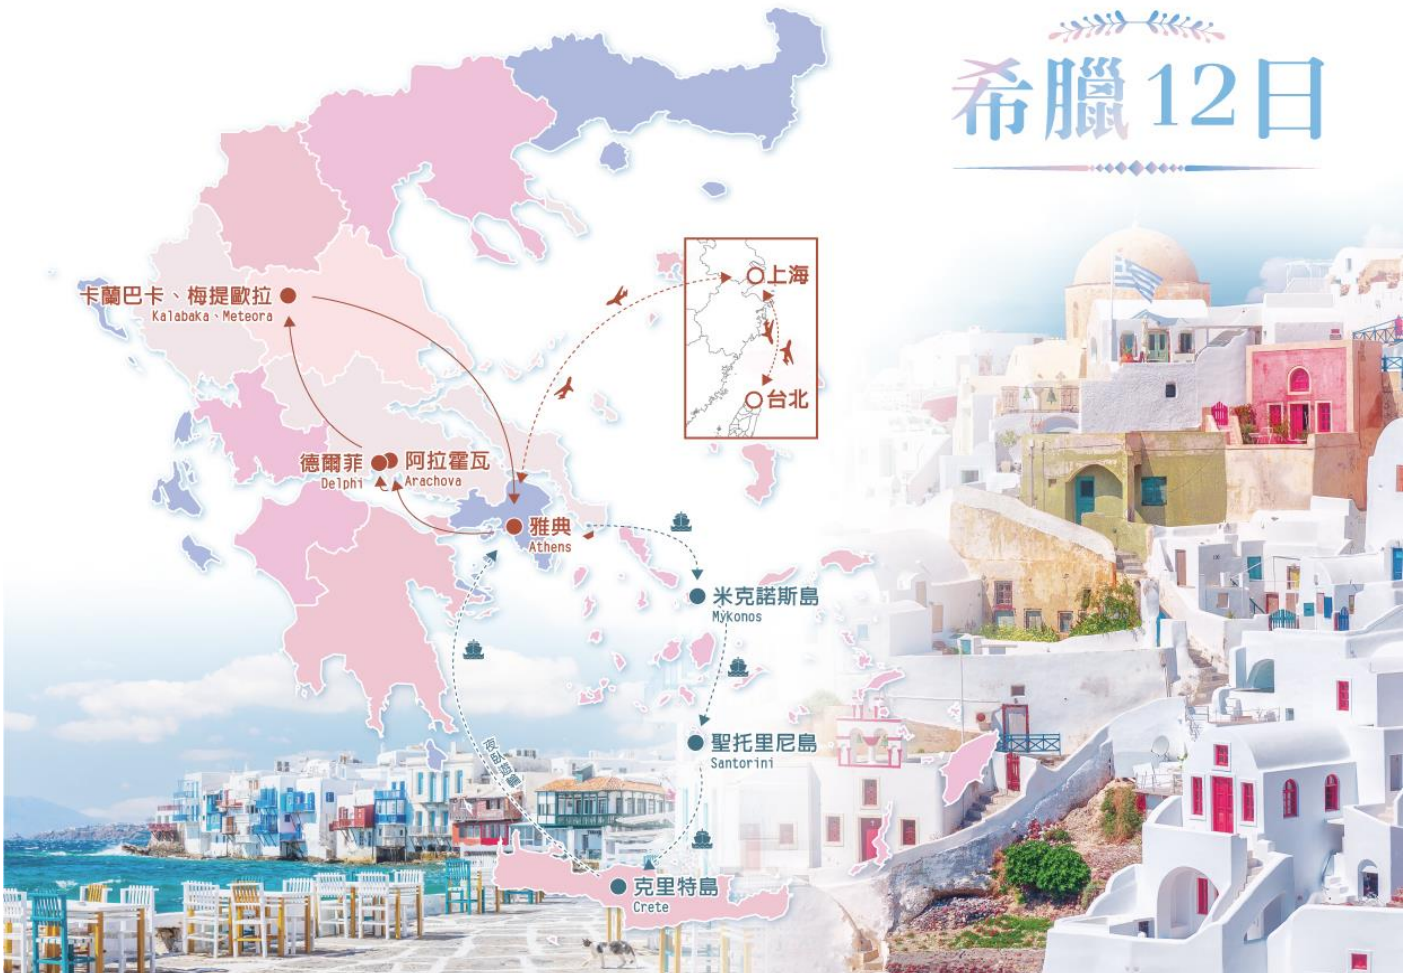 希臘12日
上海
台北
卡蘭巴卡、梅提歐拉
Kalabaka、Meteora
德爾菲
Delphi
阿拉霍瓦
Arachova
雅典
Athens
米克諾斯島
Mykonos
聖托里尼島
Santorini
克里特島
Crete